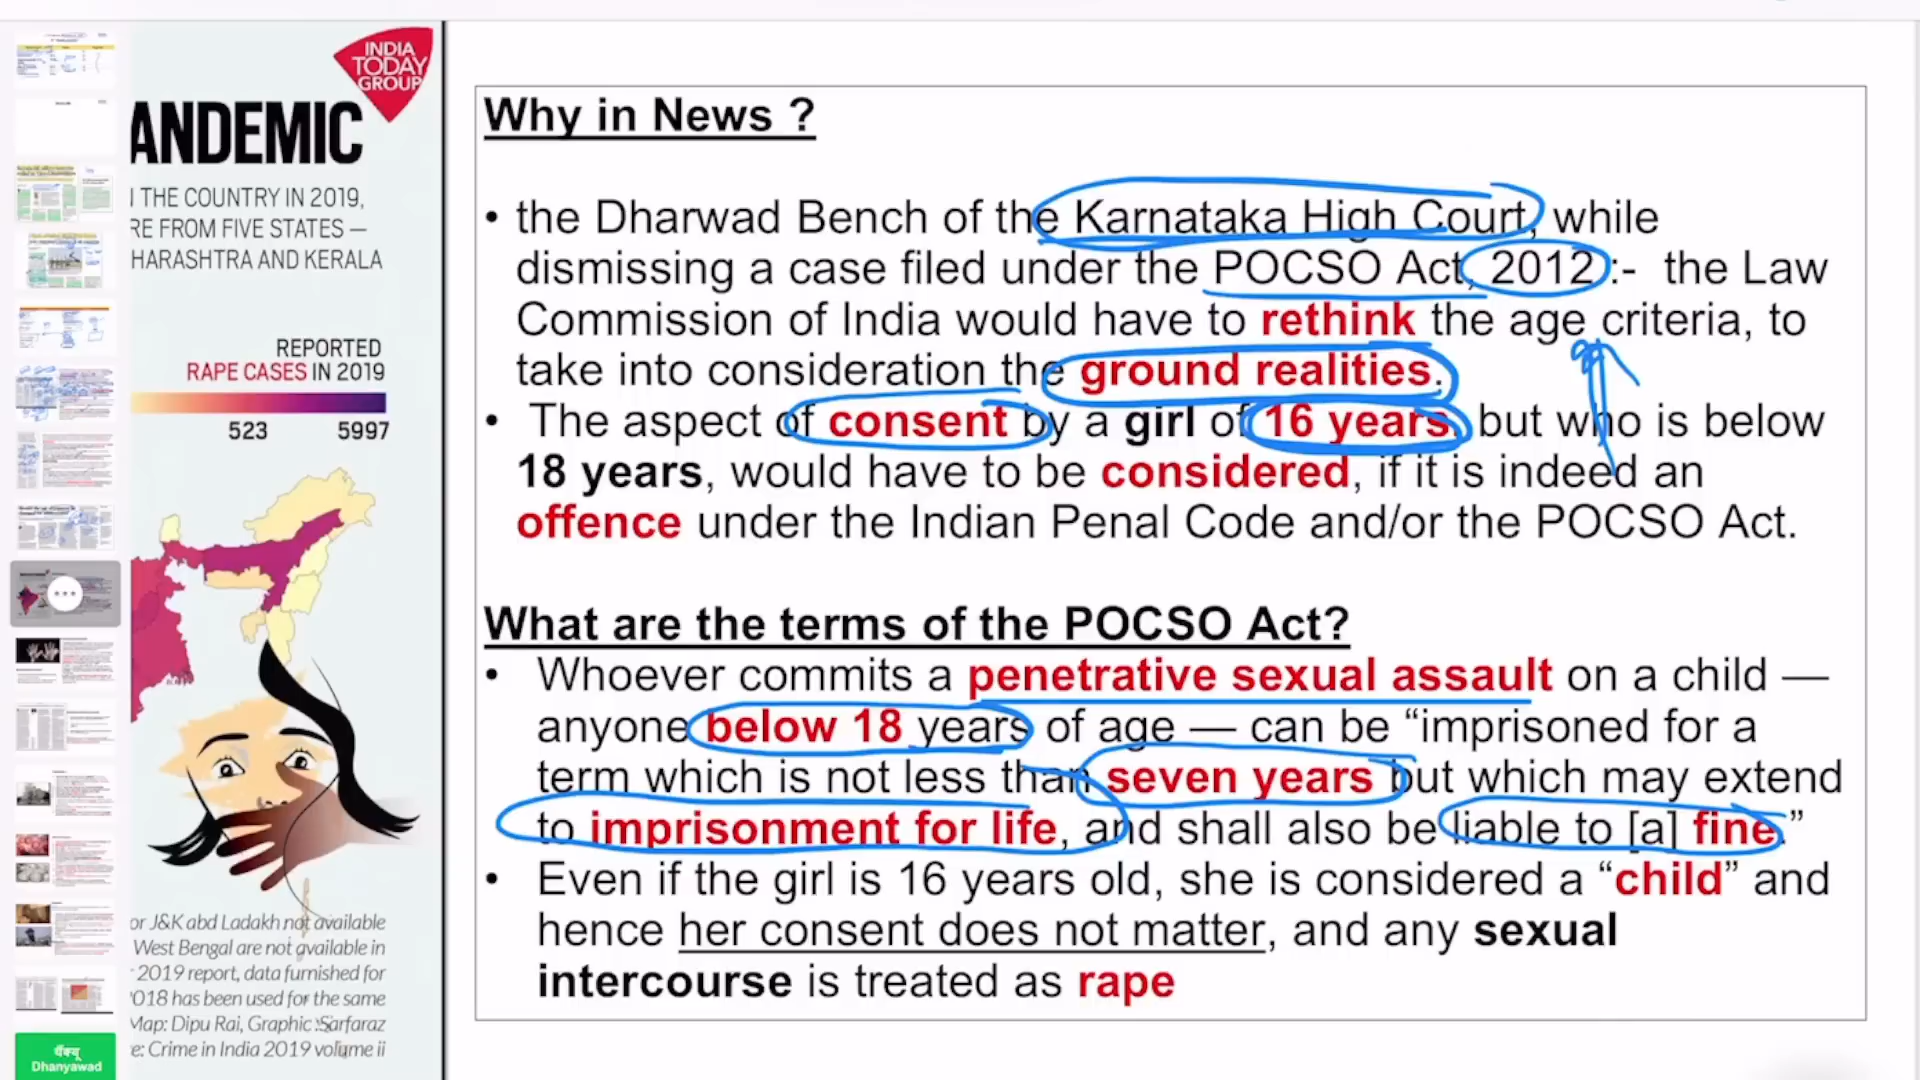 INDIA
TODAY
GROUP
ANDEMIC
THE COUNTRY IN 2019,
RE FROM FIVE STATES —
HARASHTRA AND KERALA
REPORTED
RAPE CASES IN 2019
523 5997
or J&K abd Ladakh not available
West Bengal are not available in
2019 report, data furnished for
2018 has been used for the same
Map: Dipu Rai, Graphic :Sarfaraz
e: Crime in India 2019 volume ii
थैंक्यू
Dhanyawad
Why in News ?
• the Dharwad Bench of the Karnataka High Court, while
dismissing a case filed under the POCSO Act, 2012 :- the Law
Commission of India would have to rethink the age criteria, to
take into consideration the ground realities.
• The aspect of consent by a girl of 16 years, but who is below
18 years, would have to be considered, if it is indeed an
offence under the Indian Penal Code and/or the POCSO Act.
What are the terms of the POCSO Act?
• Whoever commits a penetrative sexual assault on a child —
anyone below 18 years of age — can be “imprisoned for a
term which is not less than seven years but which may extend
to imprisonment for life, and shall also be liable to [a] fine.”
• Even if the girl is 16 years old, she is considered a “child” and
hence her consent does not matter, and any sexual
intercourse is treated as rape